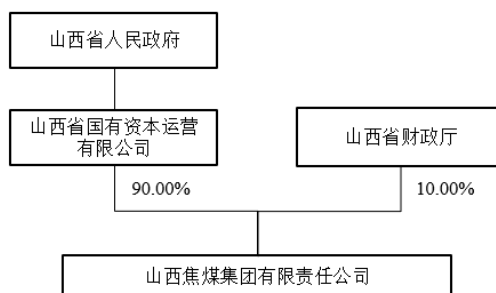 山西省人民政府
山西省国有资本运营
有限公司
山西省财政厅
90.00%
10.00%
山西焦煤集团有限责任公司